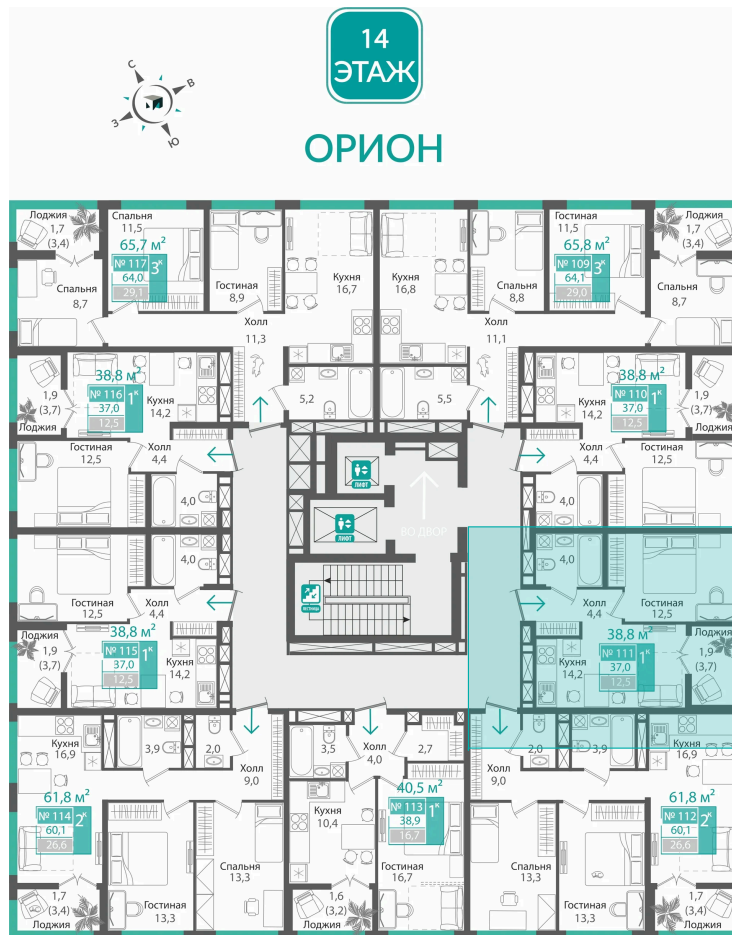 14
ЭТАЖ
С
В
З
Ю
ОРИОН
Лоджия
1,7
(3,4)
Спальня
11,5
65,7 м²
№ 117
3к
64,0
29,1
Спальня
8,7
Гостиная
8,9
Кухня
16,7
Холл
11,3
5,2
Кухня
16,8
Спальня
8,8
Гостиная
11,5
65,8 м²
№ 109
3к
64,1
29,0
Лоджия
1,7
(3,4)
Спальня
8,7
Холл
11,1
5,5
38,8 м²
№ 116
1к
37,0
12,5
Кухня
14,2
1,9
(3,7)
Лоджия
Гостиная
12,5
Холл
4,4
4,0
38,8 м²
№ 110
1к
37,0
12,5
Кухня
14,2
1,9
(3,7)
Лоджия
Холл
4,4
Гостиная
12,5
4,0
ЛИФТ
ЛИФТ
ВО ДВОР
ЛЕСТНИЦА
4,0
Гостиная
12,5
Холл
4,4
Лоджия
1,9
(3,7)
38,8 м²
№ 115
1к
37,0
12,5
Кухня
14,2
4,0
Холл
4,4
Гостиная
12,5
38,8 м²
№ 111
1к
37,0
12,5
Кухня
14,2
Лоджия
1,9
(3,7)
Кухня
16,9
3,9
2,0
Холл
9,0
61,8 м²
№ 114
2к
60,1
26,6
Спальня
13,3
1,7
(3,4)
Лоджия
Гостиная
13,3
3,5
Холл
4,0
2,7
Кухня
10,4
40,5 м²
№ 113
1к
38,9
16,7
Гостиная
16,7
1,6
(3,2)
Лоджия
Холл
9,0
2,0
3,9
Кухня
16,9
61,8 м²
№ 112
2к
60,1
26,6
Спальня
13,3
Гостиная
13,3
1,7
(3,4)
Лоджия